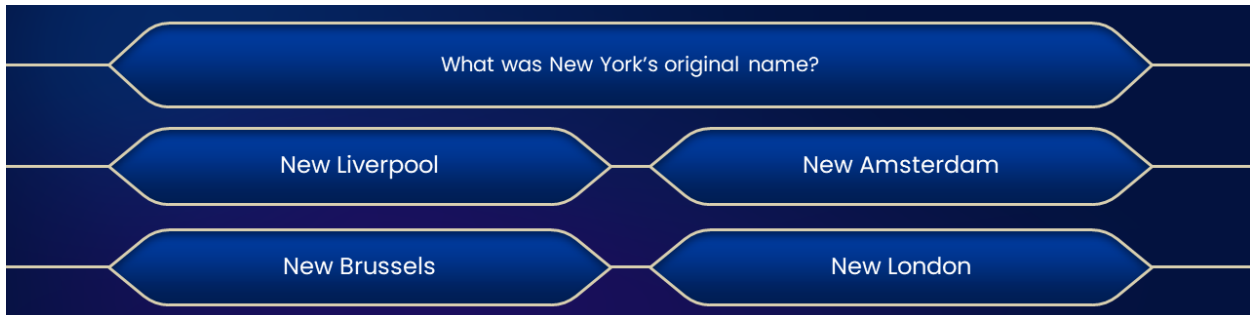 What was New York’s original name?
New Liverpool
New Amsterdam
New Brussels
New London